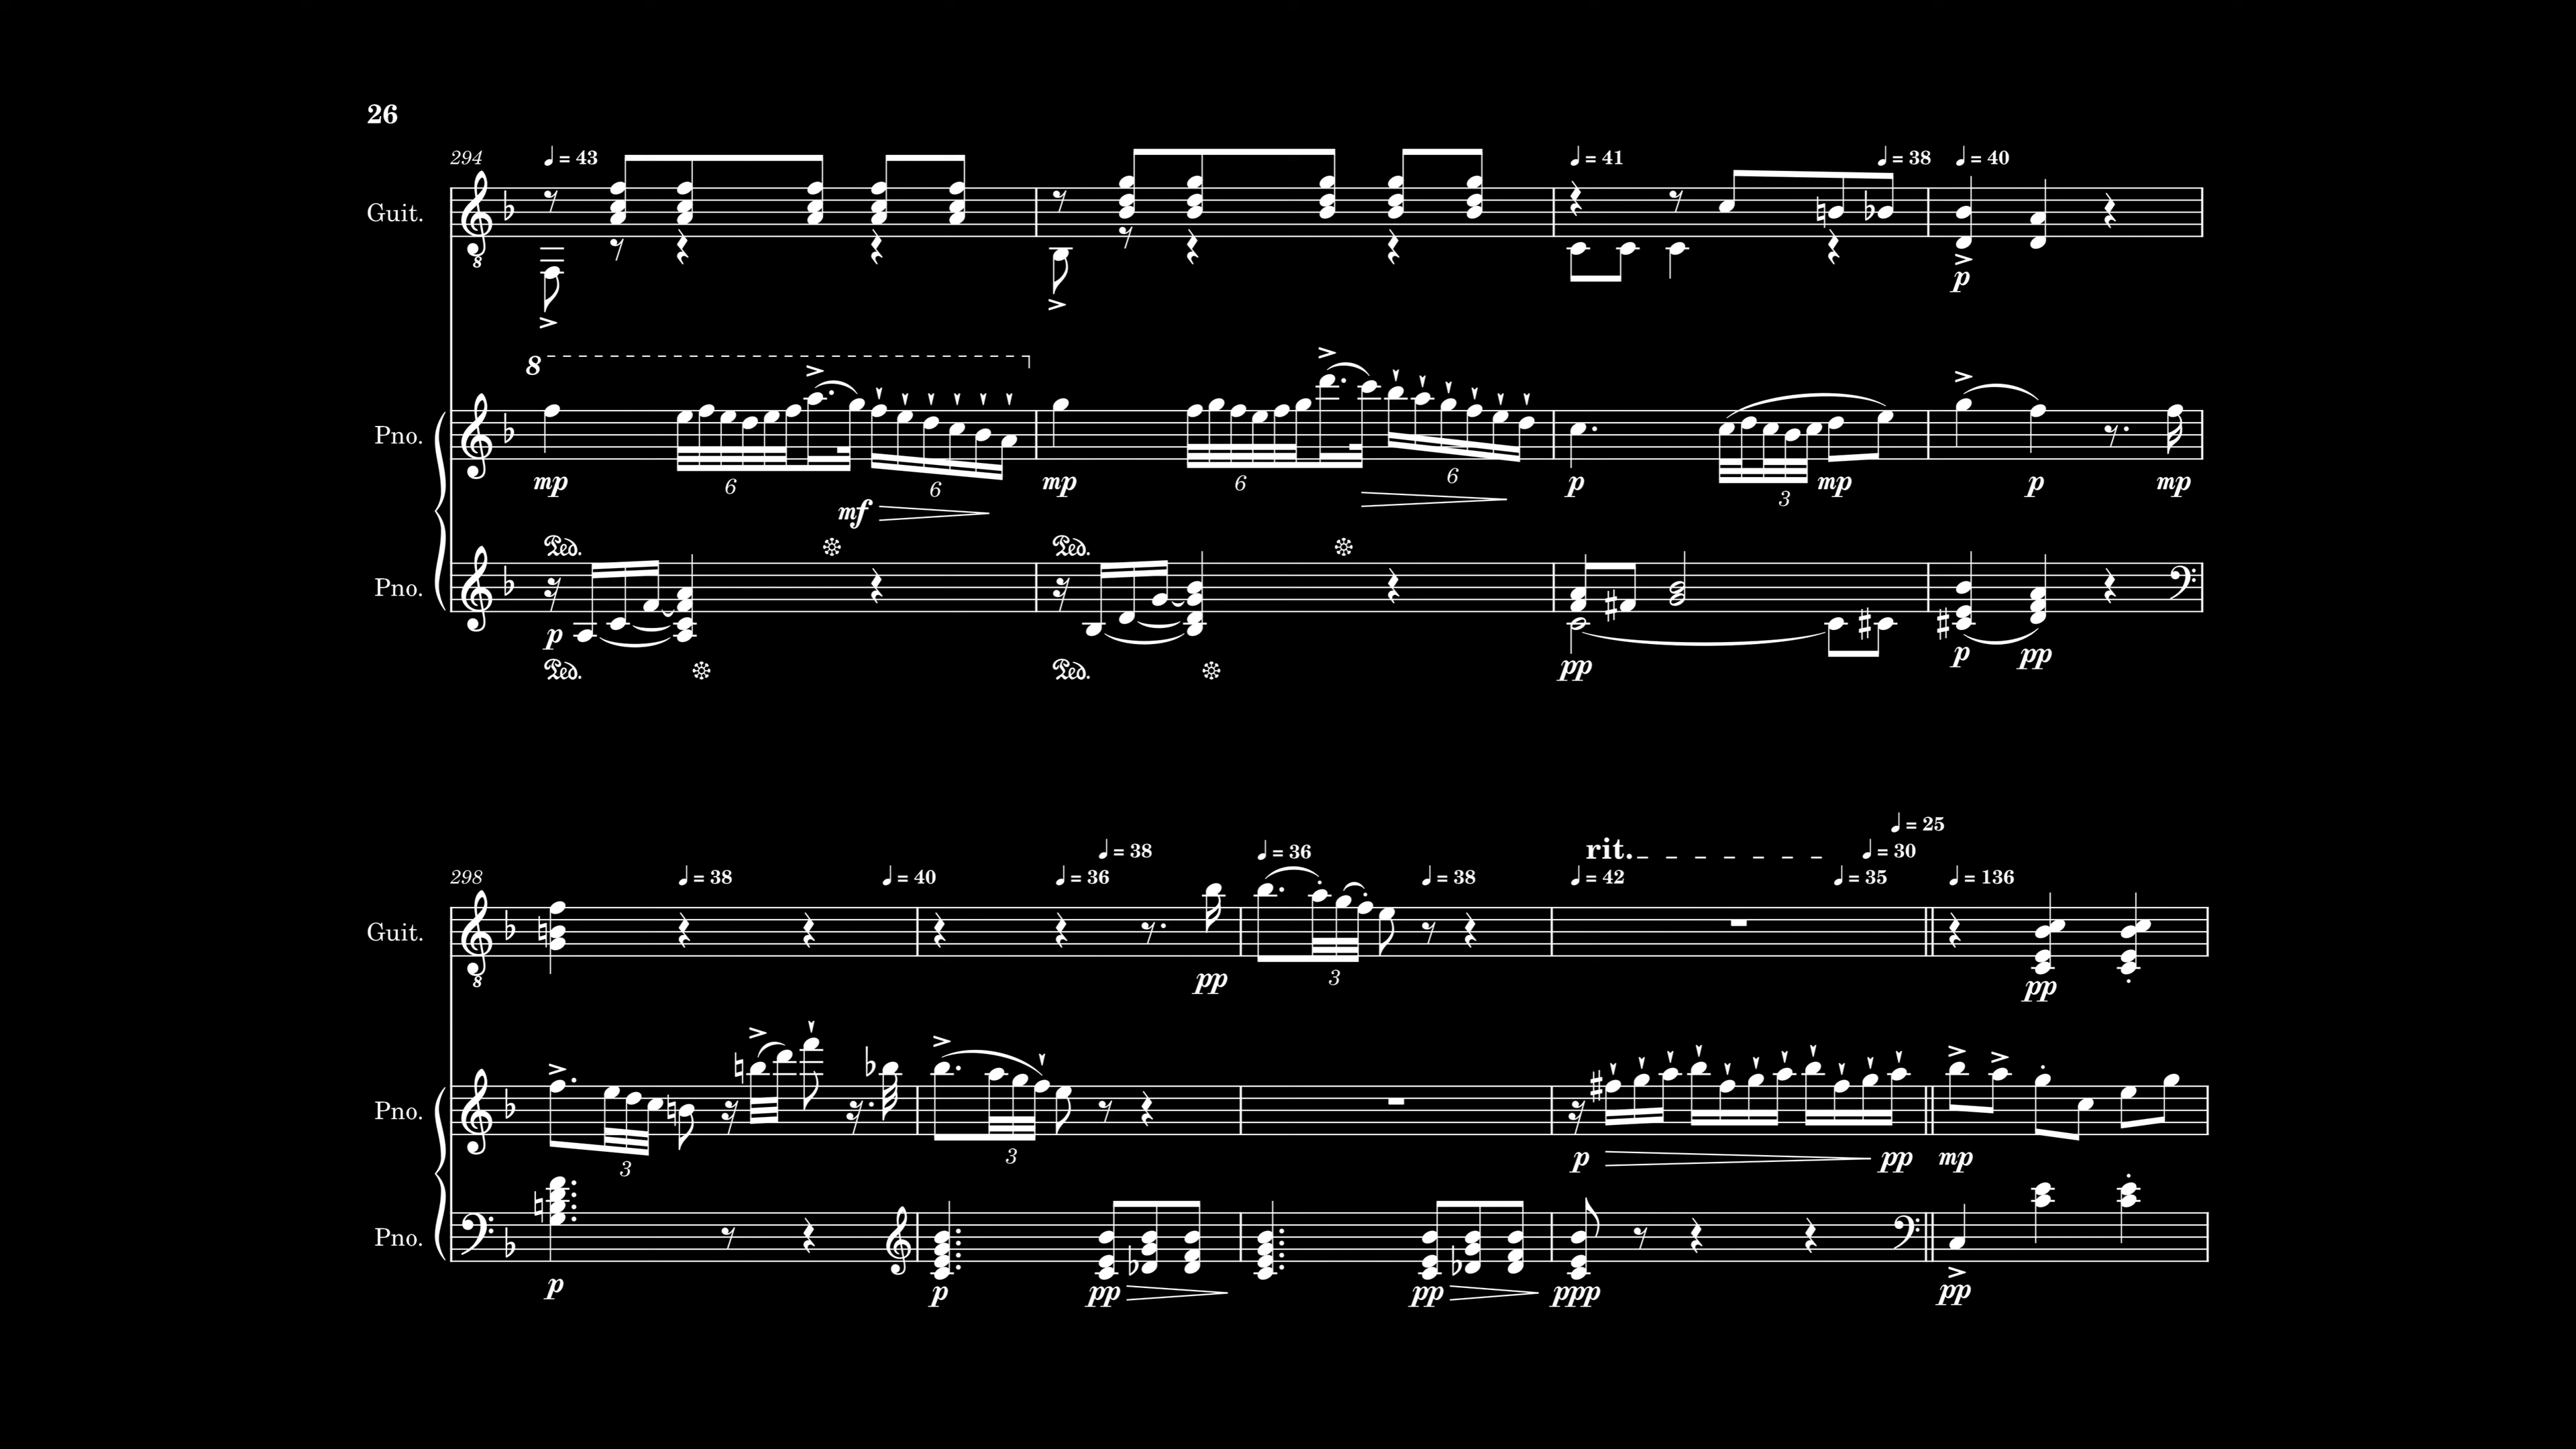 26
294 ♩ = 43 ♩ = 41 ♩ = 38 ♩ = 40
Guit.
8
p
8
Pno.
mp 6 mf 6 mp 6 6 p 3 mp p mp
Ped. Ped.
Pno.
p pp p pp
Ped. Ped.
♩ = 25
rit. ♩ = 38 ♩ = 36 ♩ = 30
298 ♩ = 38 ♩ = 40 ♩ = 36 ♩ = 38 ♩ = 42 ♩ = 35 ♩ = 136
Guit.
8
pp 3 pp
Pno.
3 3 p pp mp
Pno.
p p pp pp ppp pp